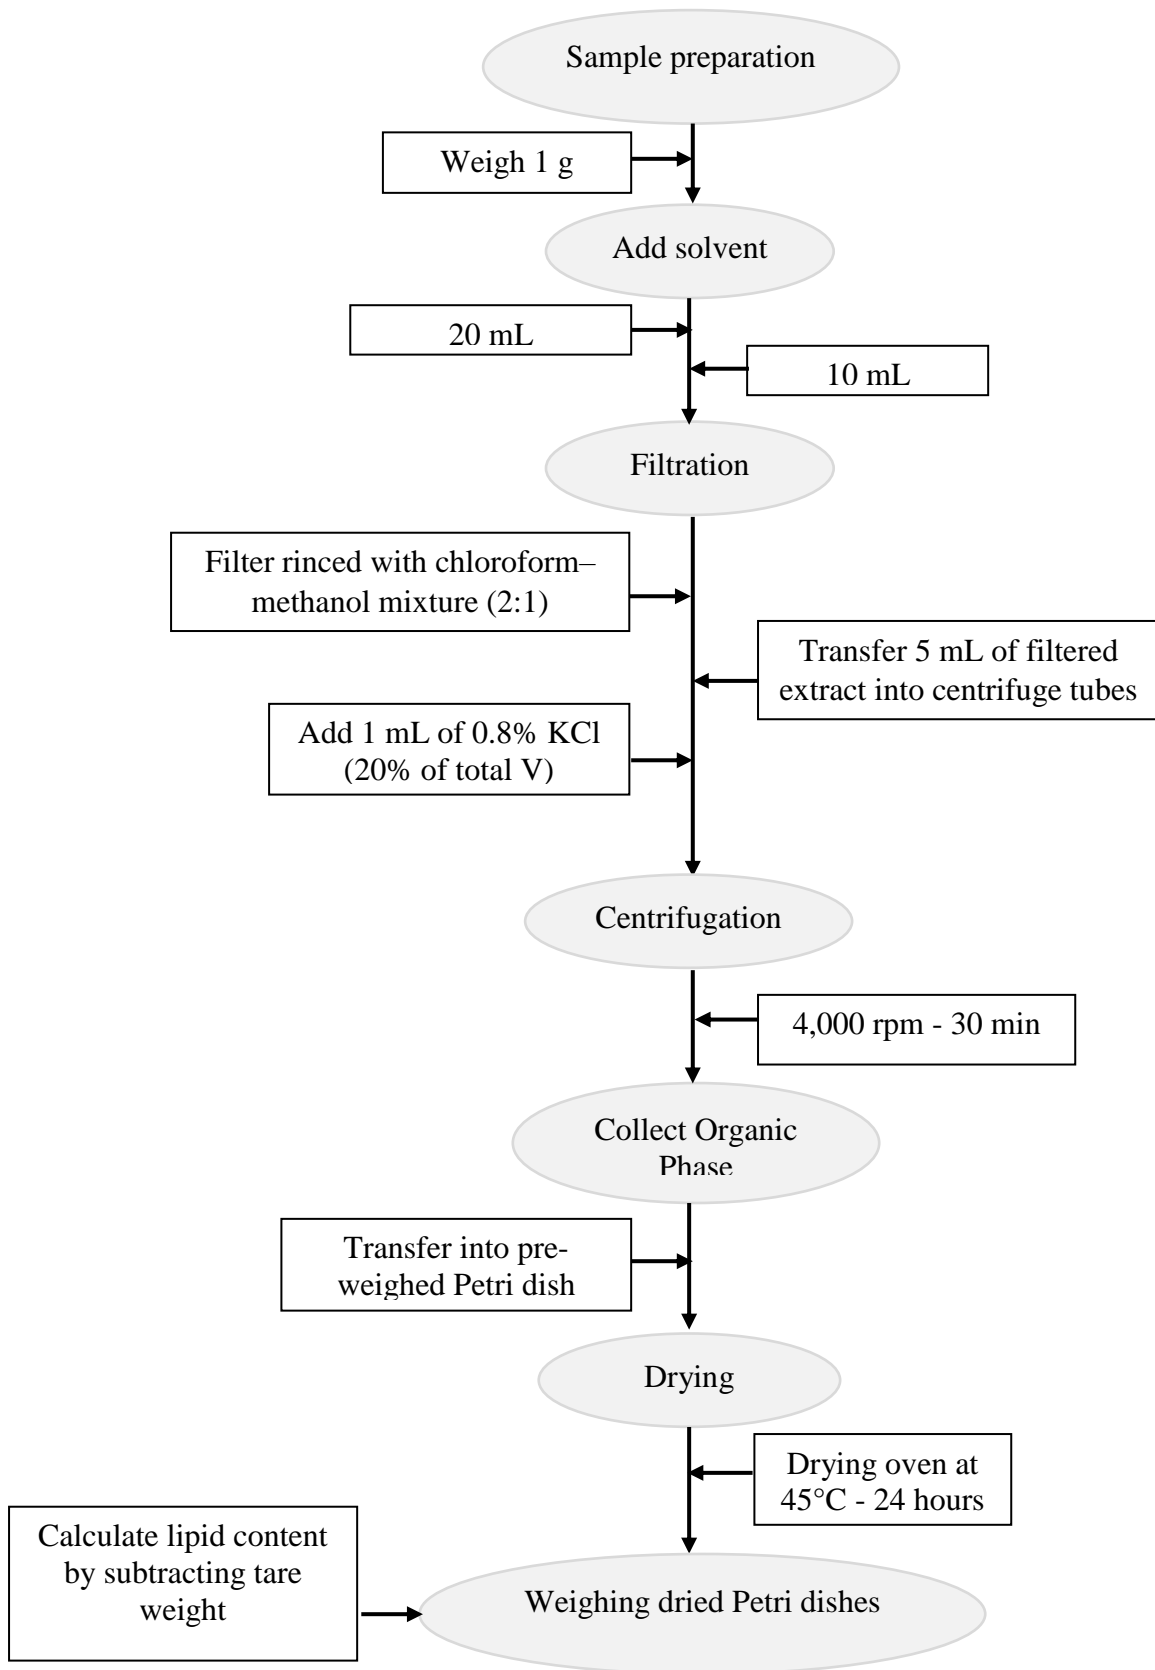 Sample preparation
Weigh 1 g
Add solvent
20 mL
10 mL
Filtration
Filter rinced with chloroform–
methanol mixture (2:1)
Transfer 5 mL of filtered
extract into centrifuge tubes
Add 1 mL of 0.8% KCl
(20% of total V)
Centrifugation
4,000 rpm - 30 min
Collect Organic
Phase
Transfer into pre-
weighed Petri dish
Drying
Drying oven at
45°C - 24 hours
Calculate lipid content
by subtracting tare
weight
Weighing dried Petri dishes